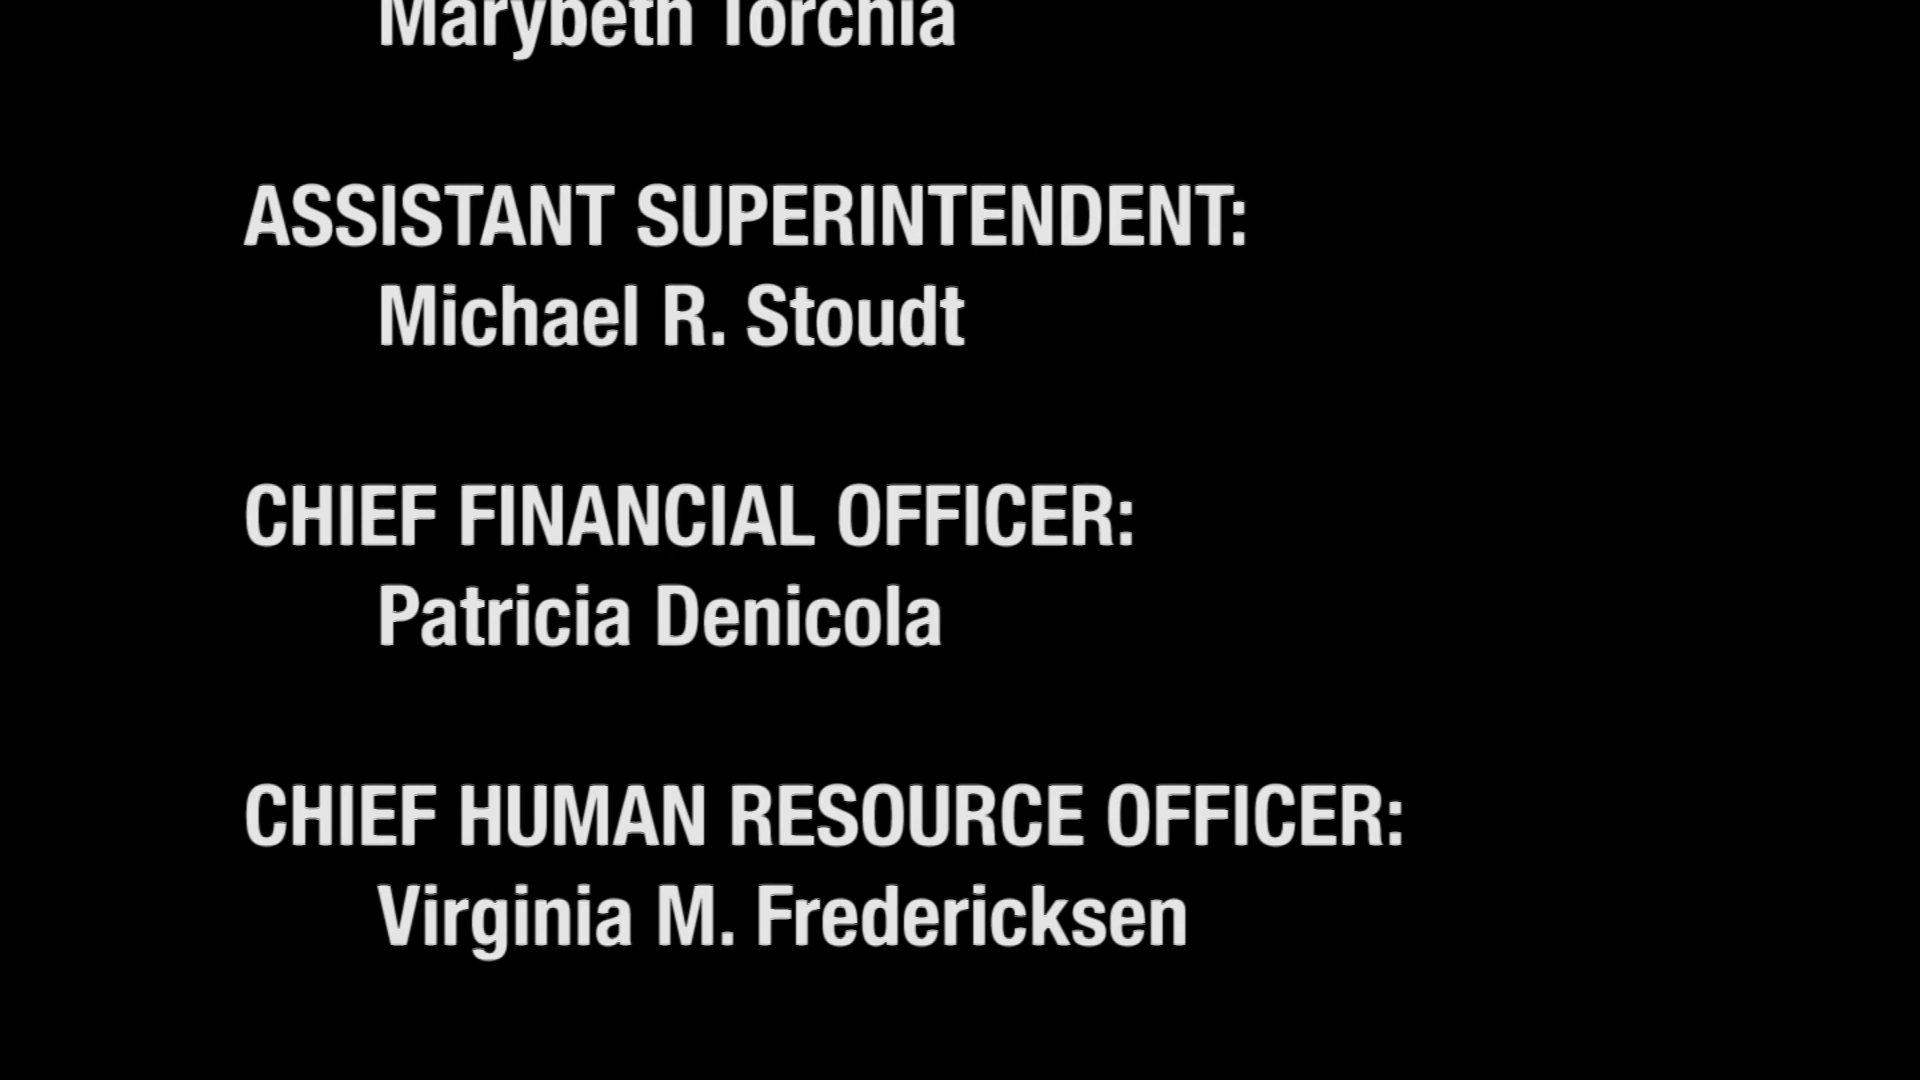 Marybeth Torchia
ASSISTANT SUPERINTENDENT:
Michael R. Stoudt
CHIEF FINANCIAL OFFICER:
Patricia Denicola
CHIEF HUMAN RESOURCE OFFICER:
Virginia M. Fredericksen